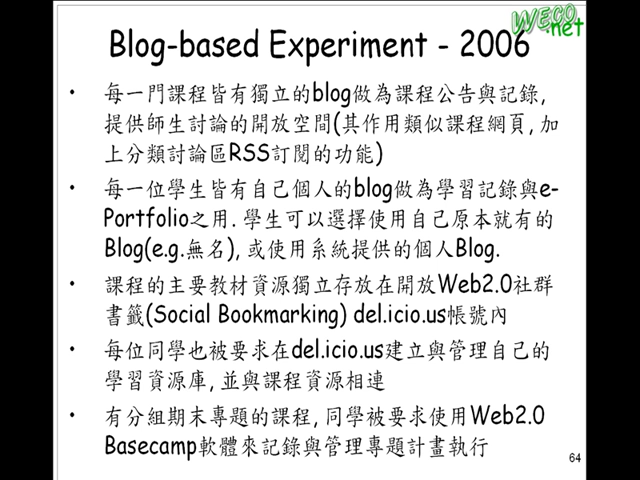 WECO.net
Blog-based Experiment - 2006
• 每一門課程皆有獨立的blog做為課程公告與記錄,
提供師生討論的開放空間(其作用類似課程網頁, 加
上分類討論區RSS訂閱的功能)
• 每一位學生皆有自己個人的blog做為學習記錄與e-
Portfolio之用. 學生可以選擇使用自己原本就有的
Blog(e.g.無名), 或使用系統提供的個人Blog.
• 課程的主要教材資源獨立存放在開放Web2.0社群
書籤(Social Bookmarking) del.icio.us帳號內
• 每位同學也被要求在del.icio.us建立與管理自己的
學習資源庫, 並與課程資源相連
• 有分組期末專題的課程, 同學被要求使用Web2.0
Basecamp軟體來記錄與管理專題計畫執行
64